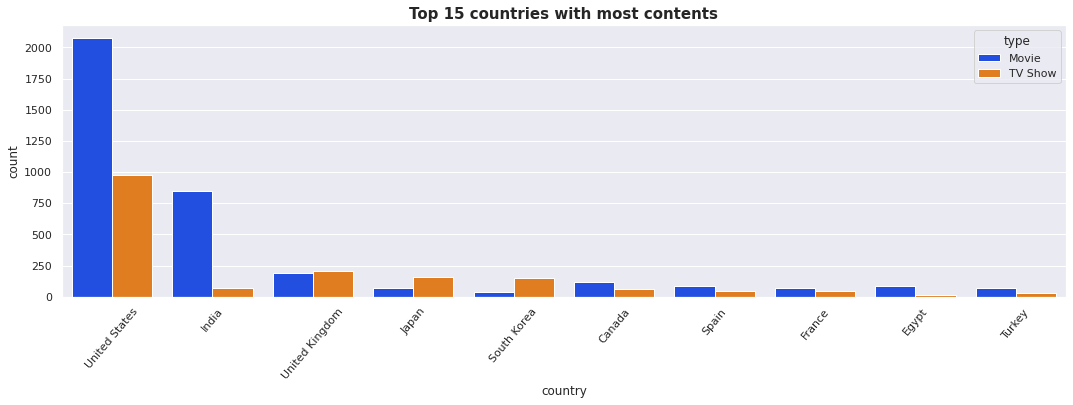 Top 15 countries with most contents
type
Movie
TV Show
2000
1750
1500
1250
1000
750
500
250
0
count
United States
India
United Kingdom
Japan
South Korea
Canada
Spain
France
Egypt
Turkey
country